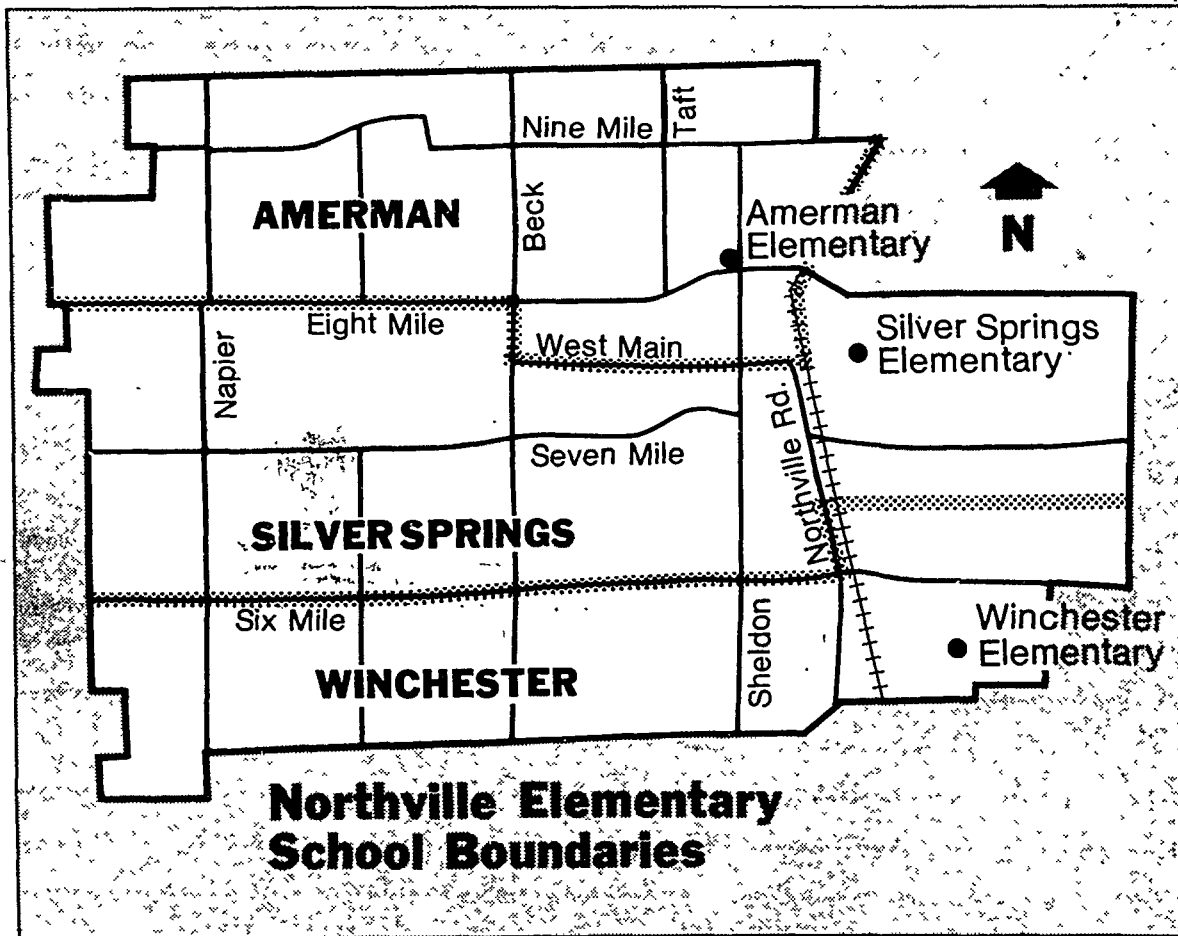 Nine Mile
Taft
AMERMAN
Beck
Amerman
Elementary
N
Eight Mile
West Main
Silver Springs
Elementary
Napier
Northville Rd.
Seven Mile
SILVER SPRINGS
Six Mile
Sheldon
Winchester
Elementary
WINCHESTER
Northville Elementary
School Boundaries